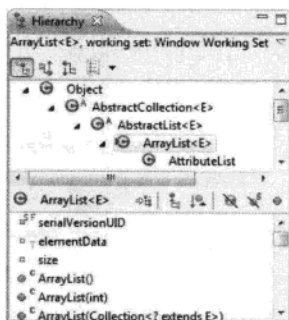 Hierarchy
ArrayList<E>, working set: Window Working Set
Object
AbstractCollection<E>
AbstractList<E>
ArrayList<E>
AttributeList
ArrayList<E>
serialVersionUID
elementData
size
ArrayList()
ArrayList(int)
ArrayList(Collection<? extends E>)